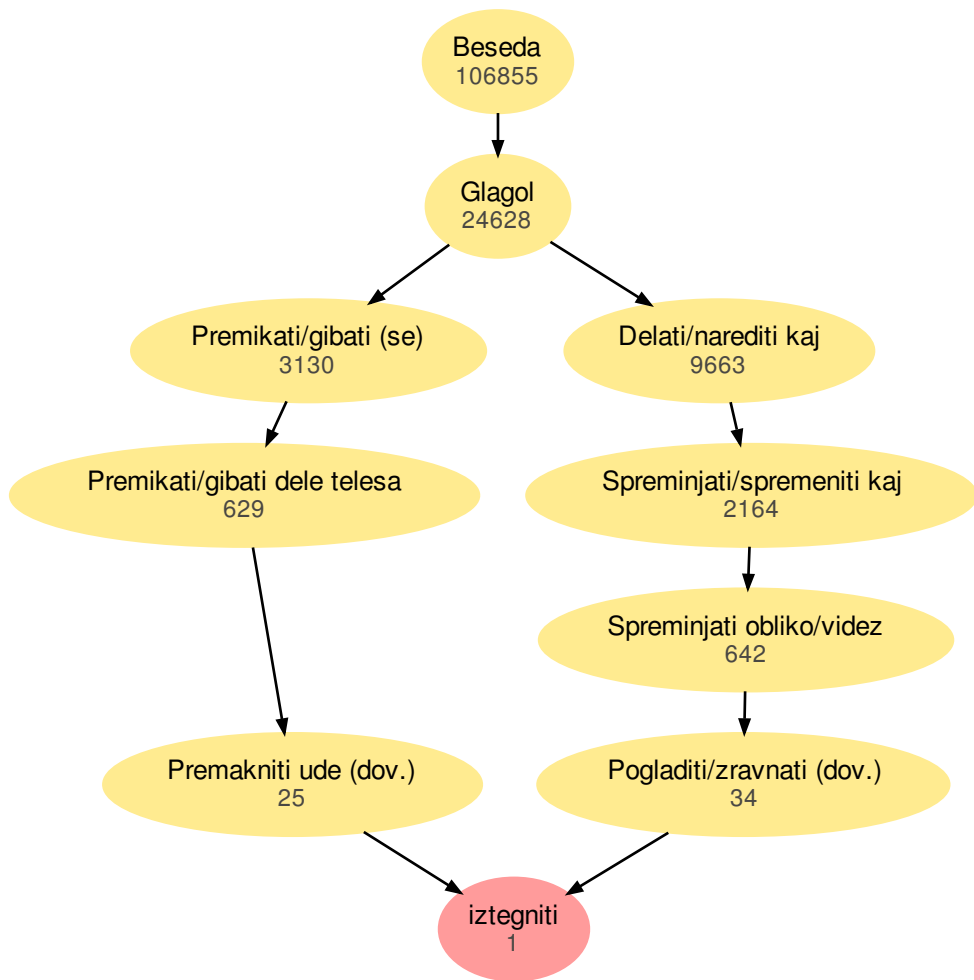 Beseda
106855
Glagol
24628
Premikati/gibati (se)
3130
Delati/narediti kaj
9663
Premikati/gibati dele telesa
629
Spreminjati/spremeniti kaj
2164
Spreminjati obliko/videz
642
Premakniti ude (dov.)
25
Pogladiti/zravnati (dov.)
34
iztegniti
1